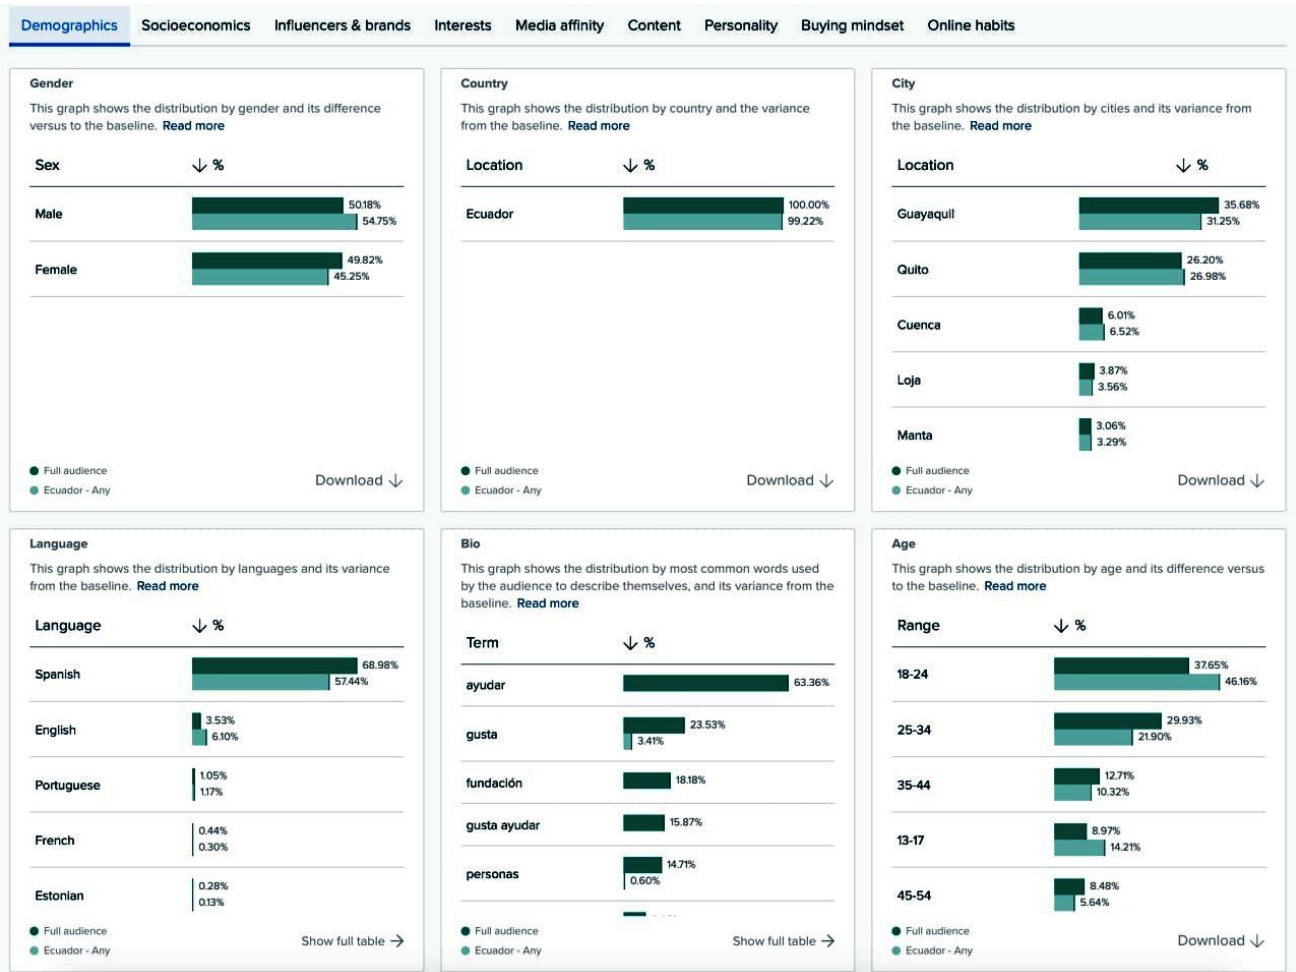 Demographics Socioeconomics Influencers & brands Interests Media affinity Content Personality Buying mindset Online habits
Gender
This graph shows the distribution by gender and its difference
versus to the baseline. Read more
Sex ↓ %
Male 50.18%
54.75%
Female 49.82%
45.25%
Full audience
Ecuador - Any
Download ↓
Country
This graph shows the distribution by country and the variance
from the baseline. Read more
Location ↓ %
Ecuador 100.00%
99.22%
Full audience
Ecuador - Any
Download ↓
City
This graph shows the distribution by cities and its variance from
the baseline. Read more
Location ↓ %
Guayaquil 35.68%
31.25%
Quito 26.20%
26.98%
Cuenca 6.01%
6.52%
Loja 3.87%
3.56%
Manta 3.06%
3.29%
Full audience
Ecuador - Any
Download ↓
Language
This graph shows the distribution by languages and its variance
from the baseline. Read more
Language ↓ %
Spanish 68.98%
57.44%
English 3.53%
6.10%
Portuguese 1.05%
1.17%
French 0.44%
0.30%
Estonian 0.28%
0.13%
Full audience
Ecuador - Any
Show full table →
Bio
This graph shows the distribution by most common words used
by the audience to describe themselves, and its variance from the
baseline. Read more
Term ↓ %
ayudar 63.36%
gusta 23.53%
3.41%
fundación 18.18%
gusta ayudar 15.87%
personas 14.71%
0.60%
Full audience
Ecuador - Any
Show full table →
Age
This graph shows the distribution by age and its difference versus
to the baseline. Read more
Range ↓ %
18-24 37.65%
46.16%
25-34 29.93%
21.90%
35-44 12.71%
10.32%
13-17 8.97%
14.21%
45-54 8.48%
5.64%
Full audience
Ecuador - Any
Download ↓